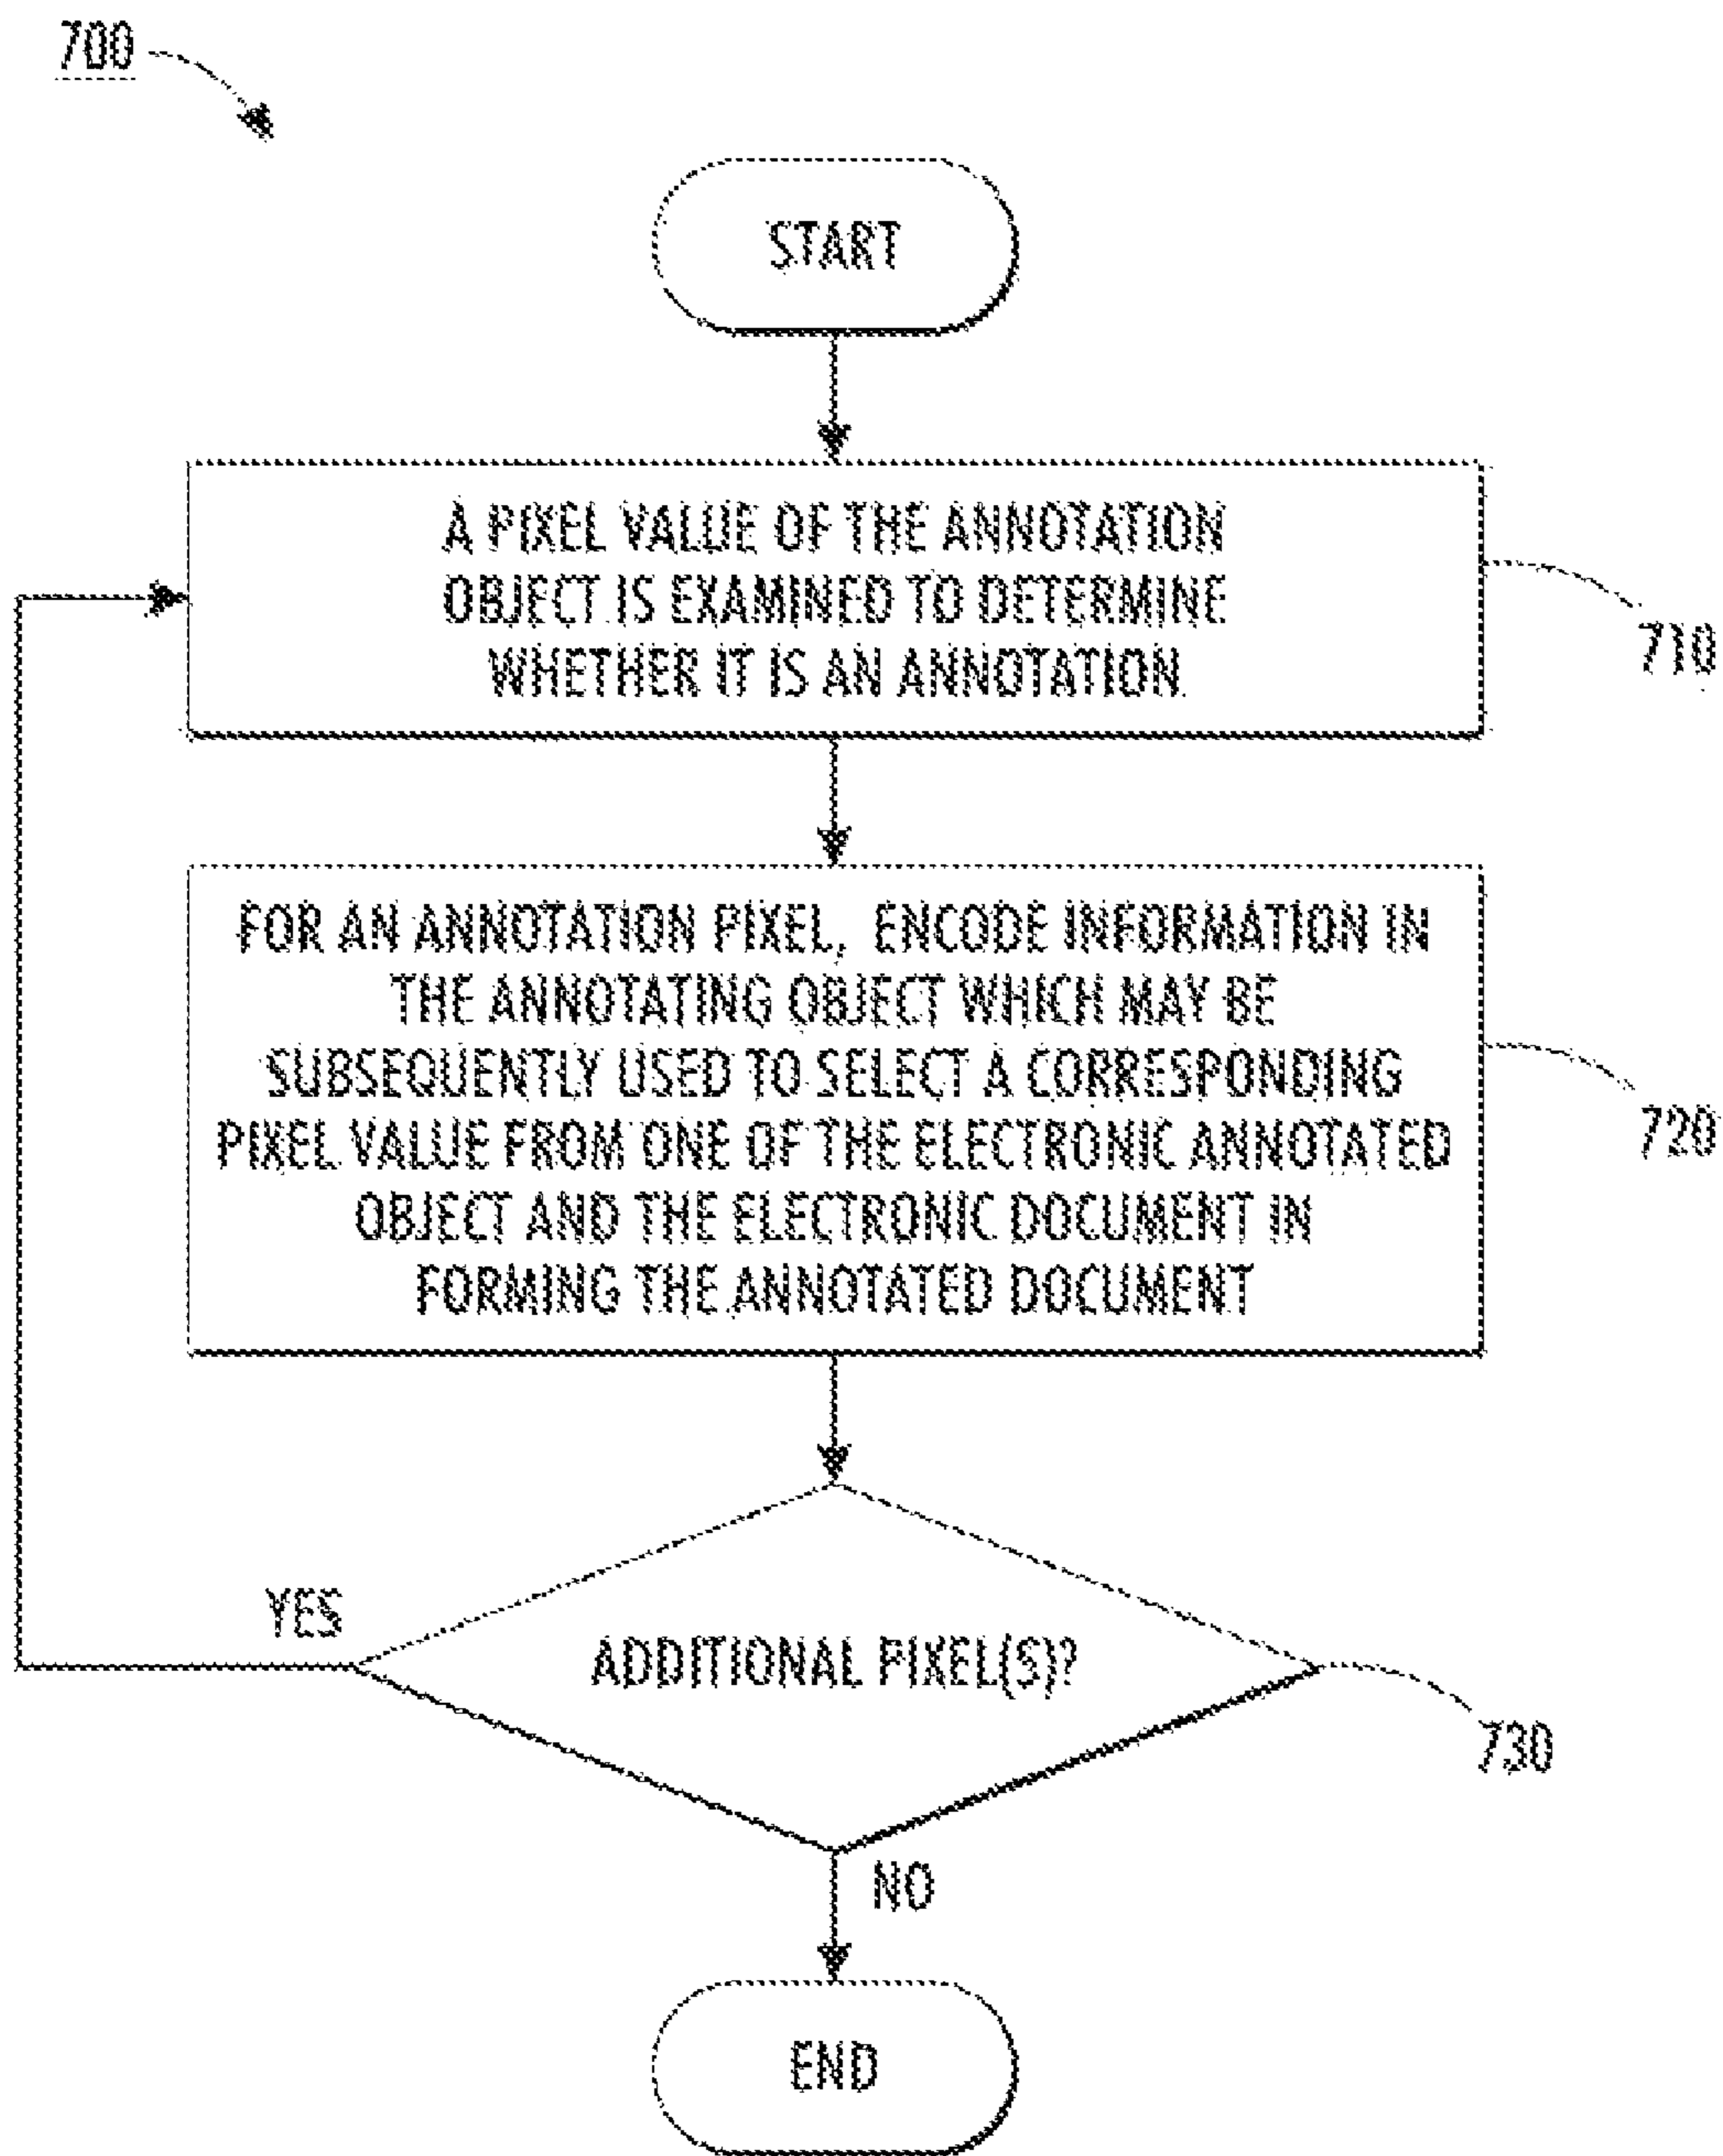 700
START
A PIXEL VALUE OF THE ANNOTATION
OBJECT IS EXAMINED TO DETERMINE
WHETHER IT IS AN ANNOTATION.
710
FOR AN ANNOTATION PIXEL, ENCODE INFORMATION IN
THE ANNOTATING OBJECT WHICH MAY BE
SUBSEQUENTLY USED TO SELECT A CORRESPONDING
PIXEL VALUE FROM ONE OF THE ELECTRONIC ANNOTATED
OBJECT AND THE ELECTRONIC DOCUMENT IN
FORMING THE ANNOTATED DOCUMENT
720
YES
ADDITIONAL PIXEL(S)?
730
NO
END